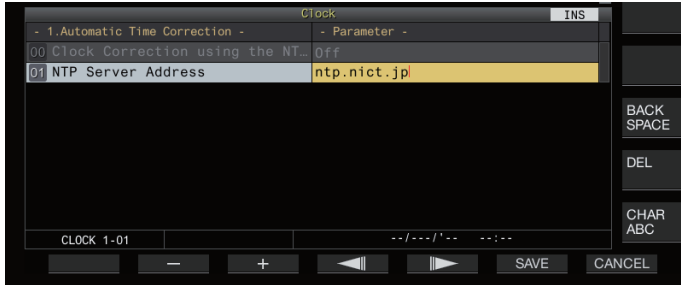 Clock
INS
- 1.Automatic Time Correction - - Parameter -
00 Clock Correction using the NT… Off
01 NTP Server Address ntp.nict.jp
BACK
SPACE
DEL
CHAR
ABC
CLOCK 1-01 --/---/'-- --:--
− + SAVE CANCEL